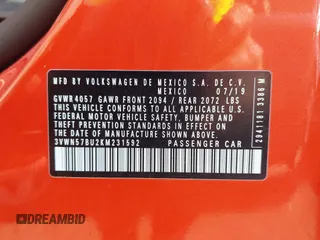 MFD BY VOLKSWAGEN DE MEXICO S.A. DE C.V.
MEXICO 07/19
GVWR4057 GAWR FRONT 2094 / REAR 2072 LBS
THIS VEHICLE CONFORMS TO ALL APPLICABLE U.S.
FEDERAL MOTOR VEHICLE SAFETY, BUMPER AND
THEFT PREVENTION STANDARDS IN EFFECT ON THE
DATE OF MANUFACTURE SHOWN ABOVE.
3VWN57BU2KM231592 PASSENGER CAR
2941181 3386 M
DREAMBID